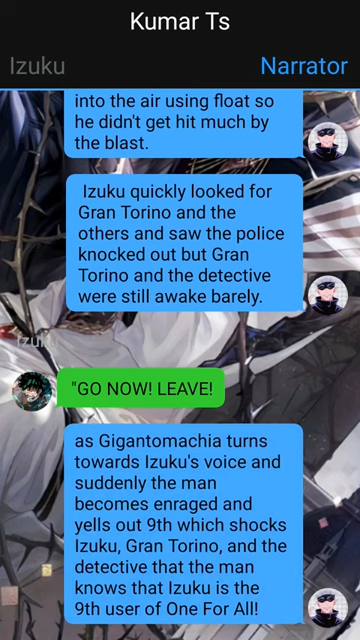 Kumar Ts
Izuku
Narrator
into the air using float so
he didn't get hit much by
the blast.
Izuku quickly looked for
Gran Torino and the
others and saw the police
knocked out but Gran
Torino and the detective
were still awake barely.
Izuku
"GO NOW! LEAVE!
as Gigantomachia turns
towards Izuku's voice and
suddenly the man
becomes enraged and
yells out 9th which shocks
Izuku, Gran Torino, and the
detective that the man
knows that Izuku is the
9th user of One For All!